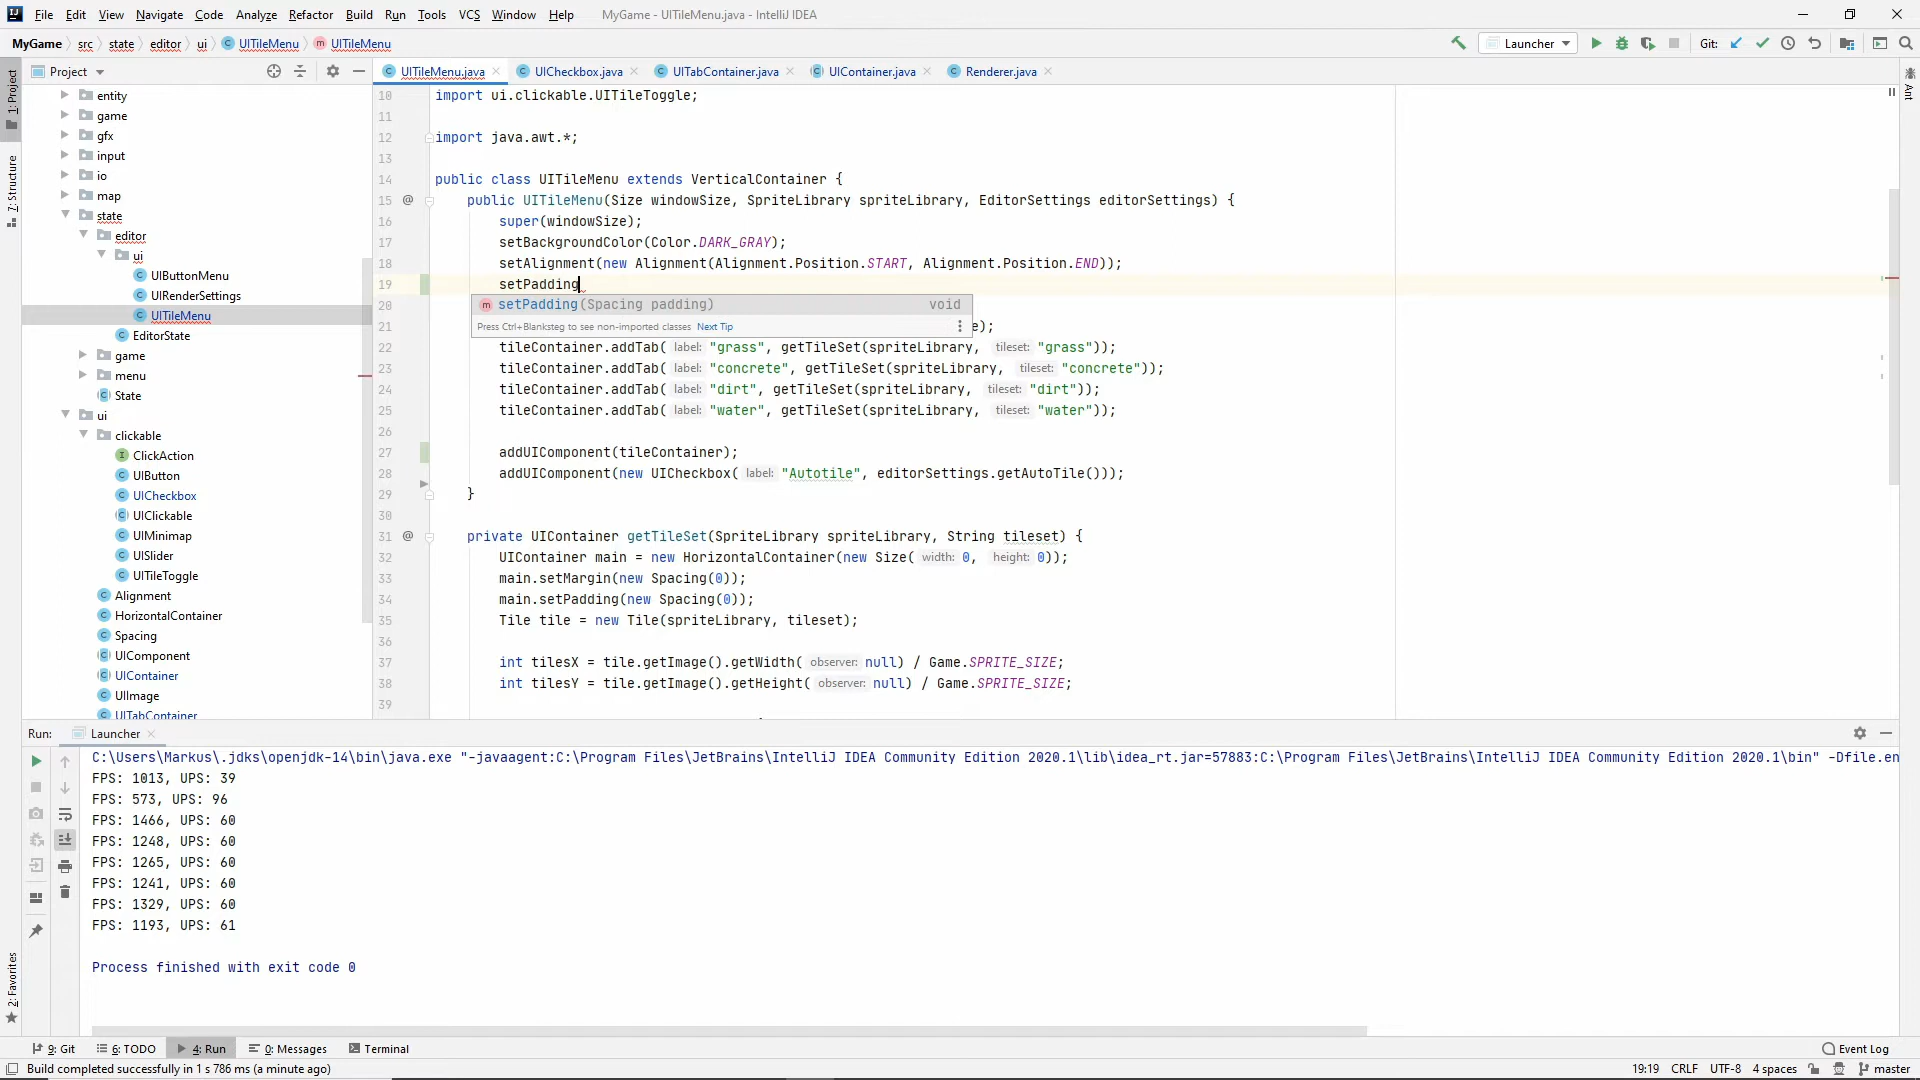 File Edit View Navigate Code Analyze Refactor Build Run Tools VCS Window Help MyGame - UITileMenu.java - IntelliJ IDEA
MyGame src state editor ui UITileMenu UITileMenu Launcher Git:
1: Project
7: Structure
2: Favorites
Ant
Project
entity
game
gfx
input
io
map
state
editor
ui
UIButtonMenu
UIRenderSettings
UITileMenu
EditorState
game
menu
State
ui
clickable
ClickAction
UIButton
UICheckbox
UIClickable
UIMinimap
UISlider
UITileToggle
Alignment
HorizontalContainer
Spacing
UIComponent
UIContainer
UIImage
UITabContainer
UITileMenu.java UICheckbox.java UITabContainer.java UIContainer.java Renderer.java
10 import ui.clickable.UITileToggle;
11
12 import java.awt.*;
13
14 public class UITileMenu extends VerticalContainer {
15 @ public UITileMenu(Size windowSize, SpriteLibrary spriteLibrary, EditorSettings editorSettings) {
16 super(windowSize);
17 setBackgroundColor(Color.DARK_GRAY);
18 setAlignment(new Alignment(Alignment.Position.START, Alignment.Position.END));
19 setPadding
20 setPadding(Spacing padding) void
21 Press Ctrl+Blanksteg to see non-imported classes Next Tip e);
22 tileContainer.addTab( label: "grass", getTileSet(spriteLibrary, tileset: "grass"));
23 tileContainer.addTab( label: "concrete", getTileSet(spriteLibrary, tileset: "concrete"));
24 tileContainer.addTab( label: "dirt", getTileSet(spriteLibrary, tileset: "dirt"));
25 tileContainer.addTab( label: "water", getTileSet(spriteLibrary, tileset: "water"));
26
27 addUIComponent(tileContainer);
28 addUIComponent(new UICheckbox( label: "Autotile", editorSettings.getAutoTile()));
29 }
30
31 @ private UIContainer getTileSet(SpriteLibrary spriteLibrary, String tileset) {
32 UIContainer main = new HorizontalContainer(new Size( width: 0, height: 0));
33 main.setMargin(new Spacing(0));
34 main.setPadding(new Spacing(0));
35 Tile tile = new Tile(spriteLibrary, tileset);
36
37 int tilesX = tile.getImage().getWidth( observer: null) / Game.SPRITE_SIZE;
38 int tilesY = tile.getImage().getHeight( observer: null) / Game.SPRITE_SIZE;
39
Run: Launcher
C:\Users\Markus\.jdks\openjdk-14\bin\java.exe "-javaagent:C:\Program Files\JetBrains\IntelliJ IDEA Community Edition 2020.1\lib\idea_rt.jar=57883:C:\Program Files\JetBrains\IntelliJ IDEA Community Edition 2020.1\bin" -Dfile.en
FPS: 1013, UPS: 39
FPS: 573, UPS: 96
FPS: 1466, UPS: 60
FPS: 1248, UPS: 60
FPS: 1265, UPS: 60
FPS: 1241, UPS: 60
FPS: 1329, UPS: 60
FPS: 1193, UPS: 61
Process finished with exit code 0
9: Git 6: TODO 4: Run 0: Messages Terminal Event Log
Build completed successfully in 1 s 786 ms (a minute ago) 19:19 CRLF UTF-8 4 spaces master